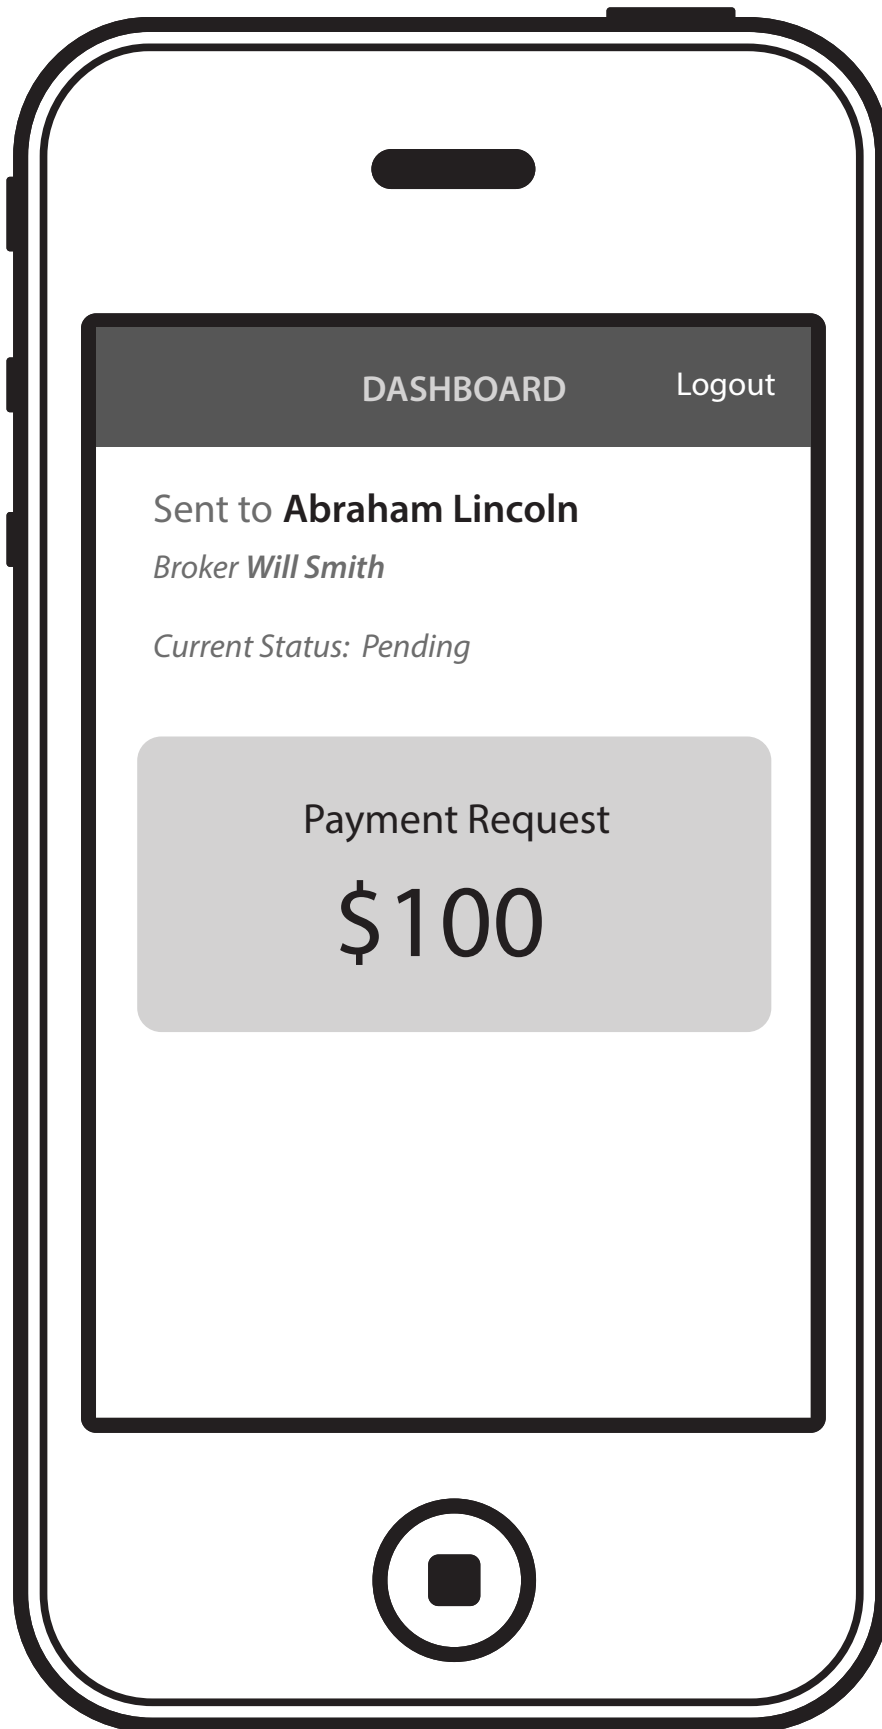 DASHBOARD Logout
Sent to Abraham Lincoln
Broker Will Smith
Current Status: Pending
Payment Request
$100